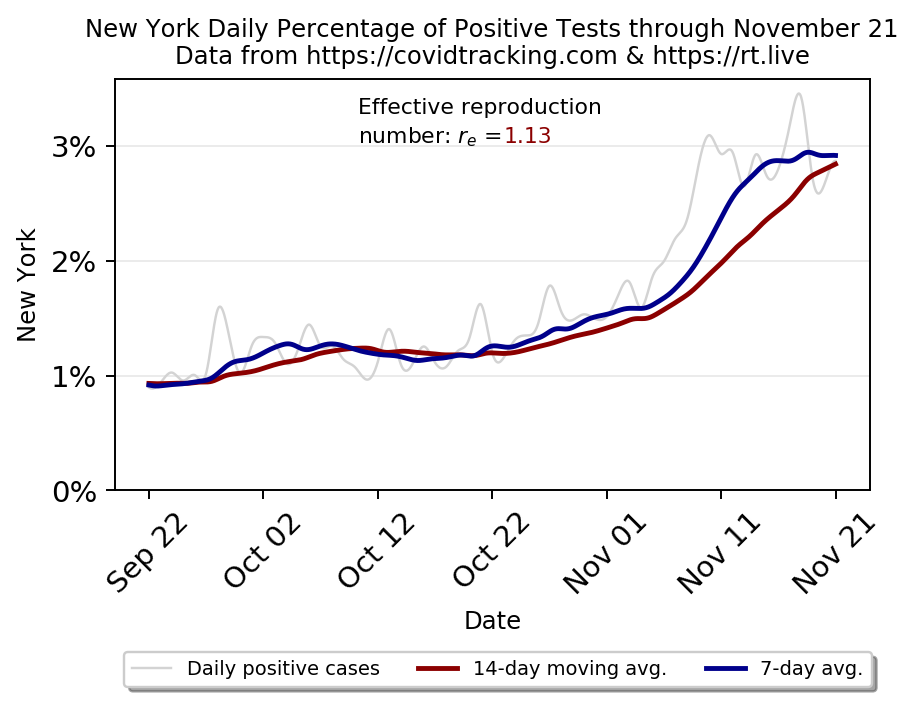 New York Daily Percentage of Positive Tests through November 21
Data from https://covidtracking.com & https://rt.live
Effective reproduction
number: rₑ =1.13
3%
2%
1%
0%
New York
Sep 22
Oct 02
Oct 12
Oct 22
Nov 01
Nov 11
Nov 21
Date
Daily positive cases
14-day moving avg.
7-day avg.